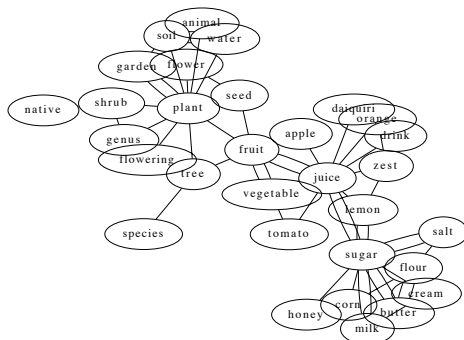 animal
soil
water
garden
flower
seed
native
shrub
plant
daiquiri
orange
genus
apple
drink
fruit
flowering
tree
juice
zest
vegetable
lemon
species
tomato
salt
sugar
flour
cream
honey
corn
butter
milk